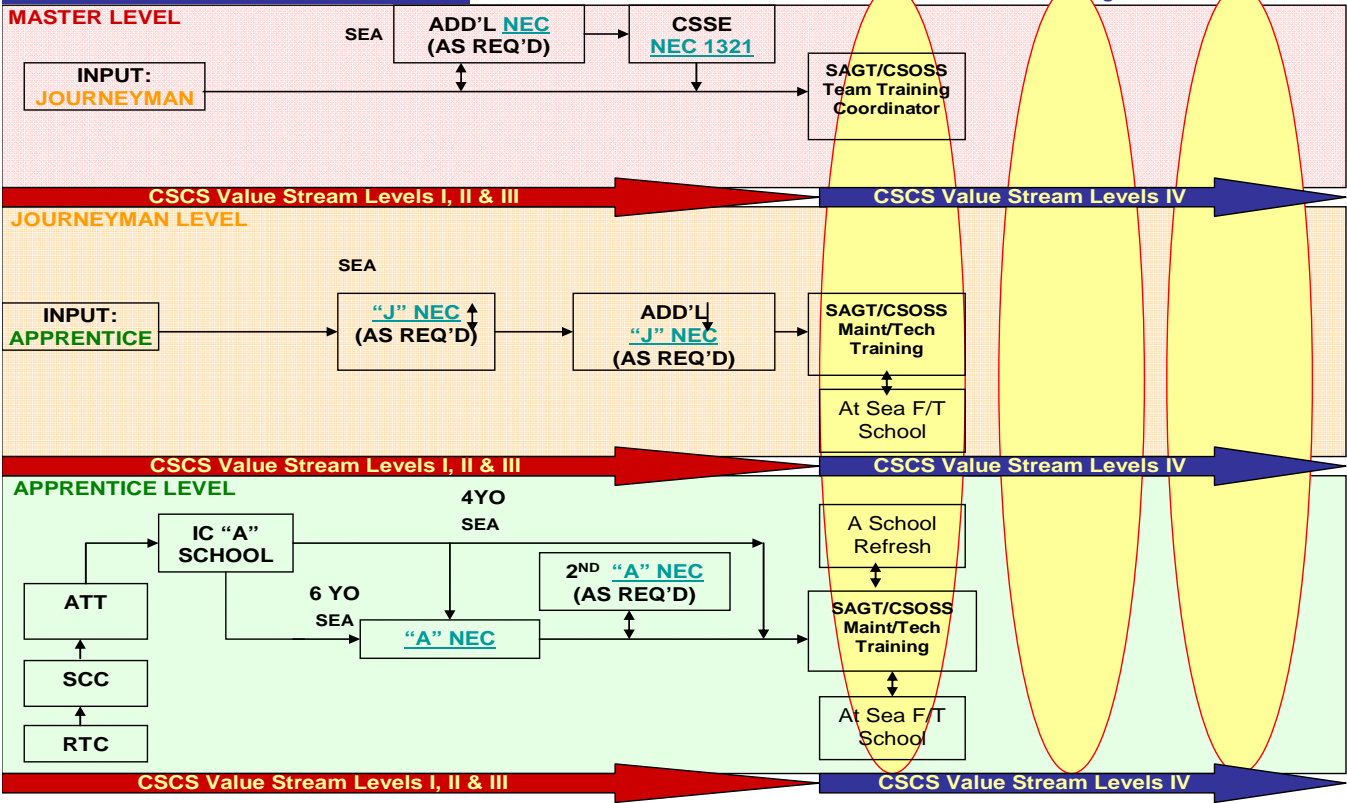 MASTER LEVEL
SEA
ADD’L NEC
(AS REQ’D)
CSSE
NEC 1321
INPUT:
JOURNEYMAN
SAGT/CSOSS
Team Training
Coordinator
CSCS Value Stream Levels I, II & III
CSCS Value Stream Levels IV
JOURNEYMAN LEVEL
SEA
INPUT:
APPRENTICE
“J” NEC
(AS REQ’D)
ADD’L
“J” NEC
(AS REQ’D)
SAGT/CSOSS
Maint/Tech
Training
At Sea F/T
School
CSCS Value Stream Levels I, II & III
CSCS Value Stream Levels IV
APPRENTICE LEVEL
4YO
SEA
IC “A”
SCHOOL
A School
Refresh
2ND “A” NEC
(AS REQ’D)
ATT
6 YO
SEA
“A” NEC
SAGT/CSOSS
Maint/Tech
Training
SCC
RTC
At Sea F/T
School
CSCS Value Stream Levels I, II & III
CSCS Value Stream Levels IV